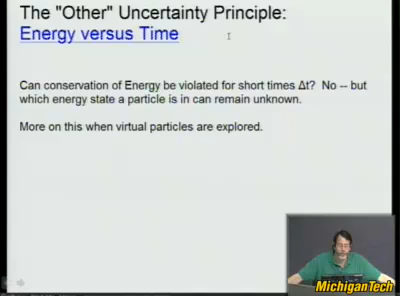 The "Other" Uncertainty Principle:
Energy versus Time
Can conservation of Energy be violated for short times Δt?  No -- but
which energy state a particle is in can remain unknown.
More on this when virtual particles are explored.
MichiganTech